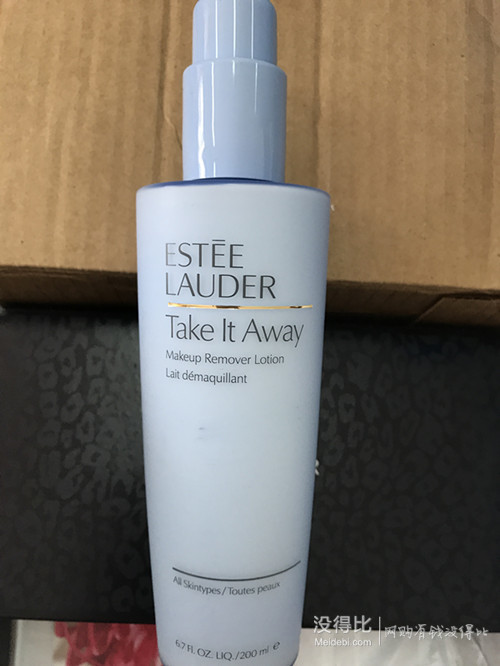 ESTĒE
LAUDER
Take It Away
Makeup Remover Lotion
Lait démaquillant
All Skintypes/Toutes peaux
6.7 FL. OZ. LIQ./200 ml e
没得比
Meidebi.com
网购有钱没得比